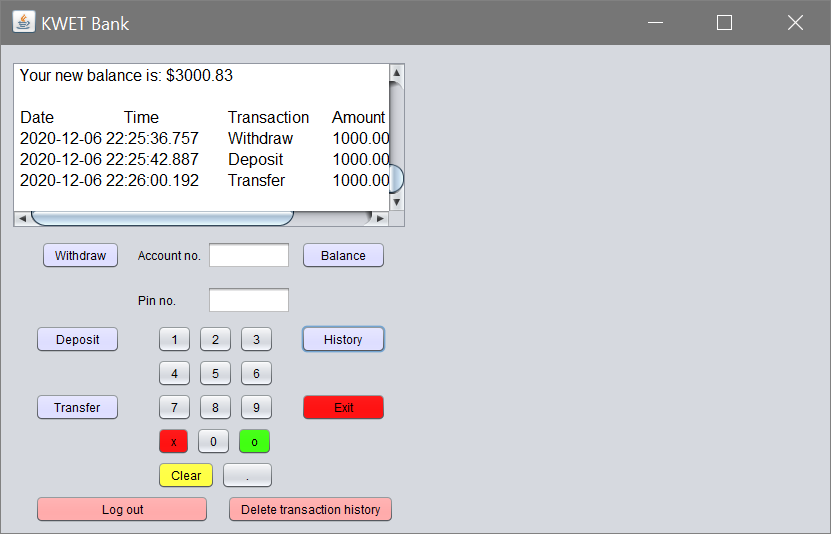 KWET Bank
Your new balance is: $3000.83
Date Time Transaction Amount
2020-12-06 22:25:36.757 Withdraw 1000.00
2020-12-06 22:25:42.887 Deposit 1000.00
2020-12-06 22:26:00.192 Transfer 1000.00
Withdraw Account no. Balance
Pin no.
Deposit 1 2 3 History
4 5 6
Transfer 7 8 9 Exit
x 0 o
Clear .
Log out Delete transaction history